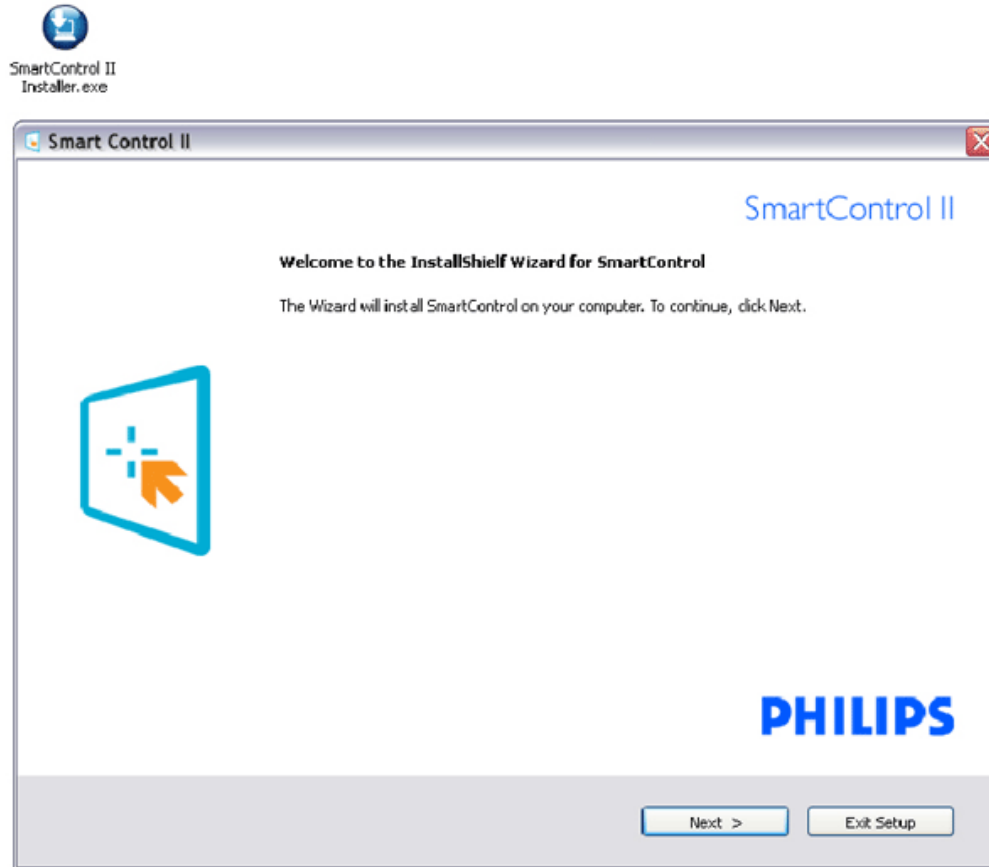 SmartControl II
Installer.exe
Smart Control II
SmartControl II
Welcome to the InstallShielf Wizard for SmartControl
The Wizard will install SmartControl on your computer. To continue, click Next.
PHILIPS
Next >
Exit Setup